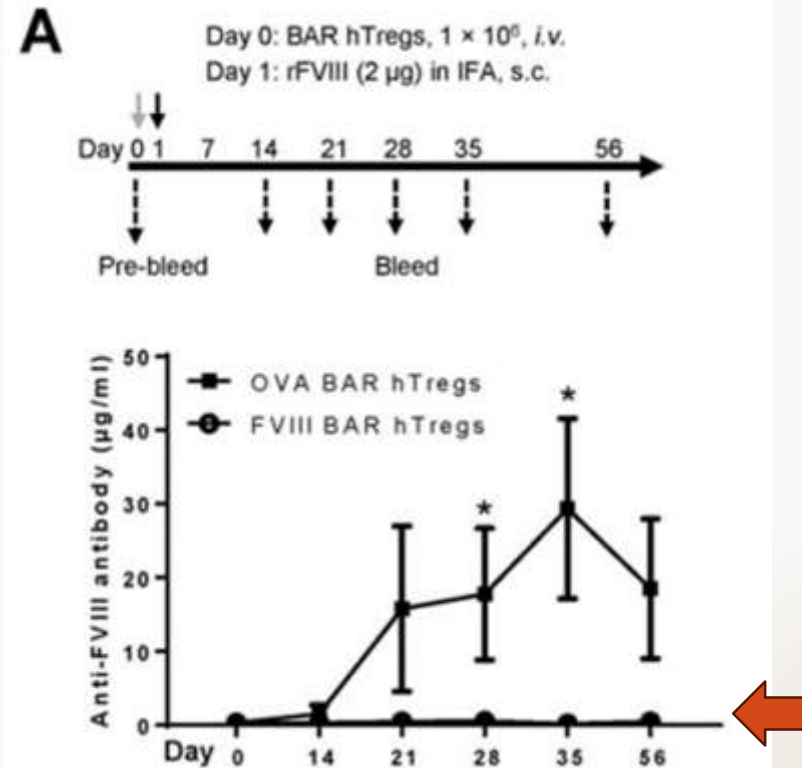 A
Day 0: BAR hTregs, 1 × 10⁶, i.v.
Day 1: rFVIII (2 µg) in IFA, s.c.
Day 0 1 7 14 21 28 35 56
Pre-bleed Bleed
Anti-FVIII antibody (µg/ml)
50
OVA BAR hTregs
FVIII BAR hTregs
*
40
30
*
20
10
0
Day 0 14 21 28 35 56